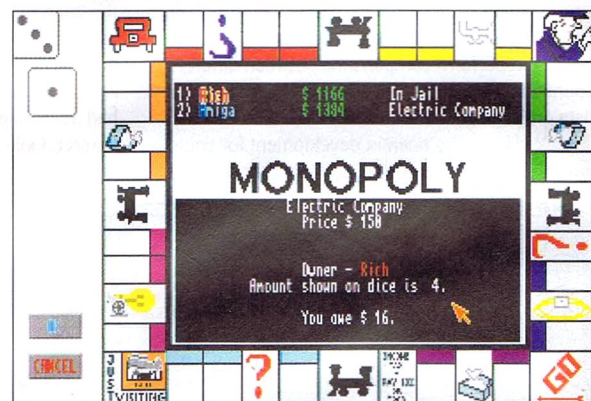 1) Rich $ 1166 In Jail
2) Amiga $ 1384 Electric Company
MONOPOLY
Electric Company
Price $ 150
Owner - Rich
Amount shown on dice is 4.
You owe $ 16.
CANCEL
JUST VISITING
?
?
INCOME
GO